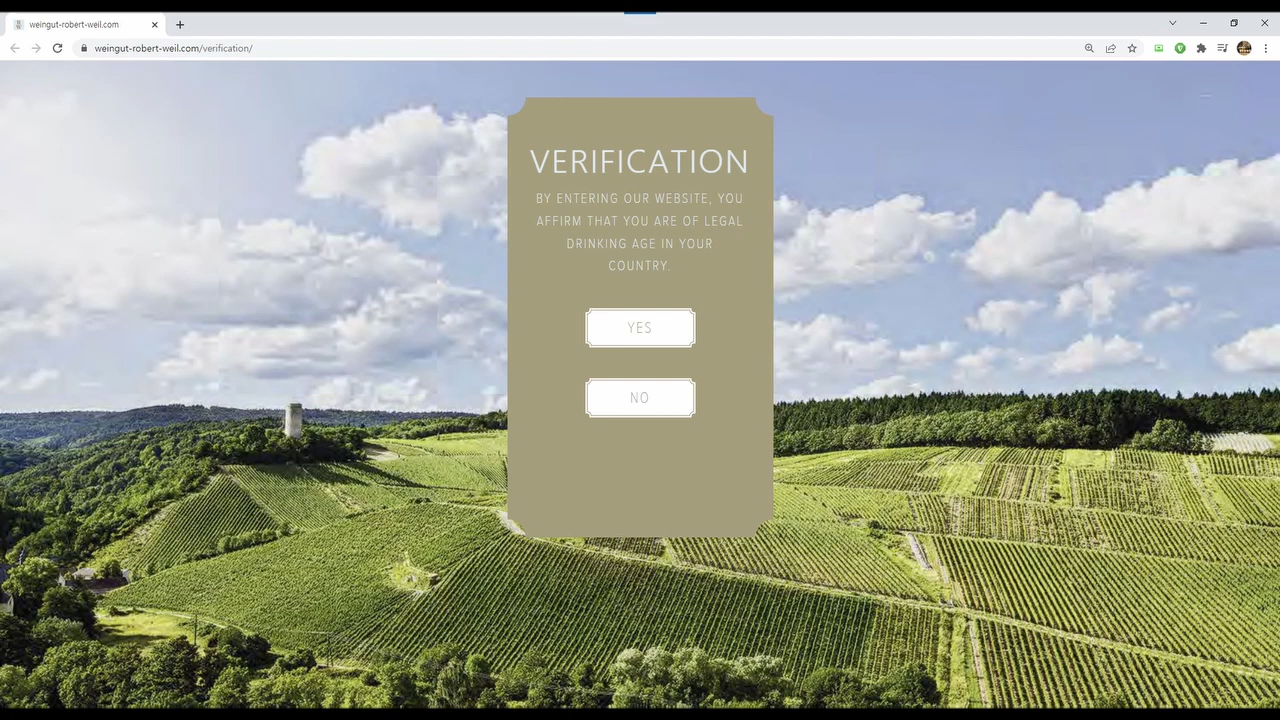 weingut-robert-weil.com
weingut-robert-weil.com/verification/
VERIFICATION
BY ENTERING OUR WEBSITE, YOU
AFFIRM THAT YOU ARE OF LEGAL
DRINKING AGE IN YOUR
COUNTRY.
YES
NO